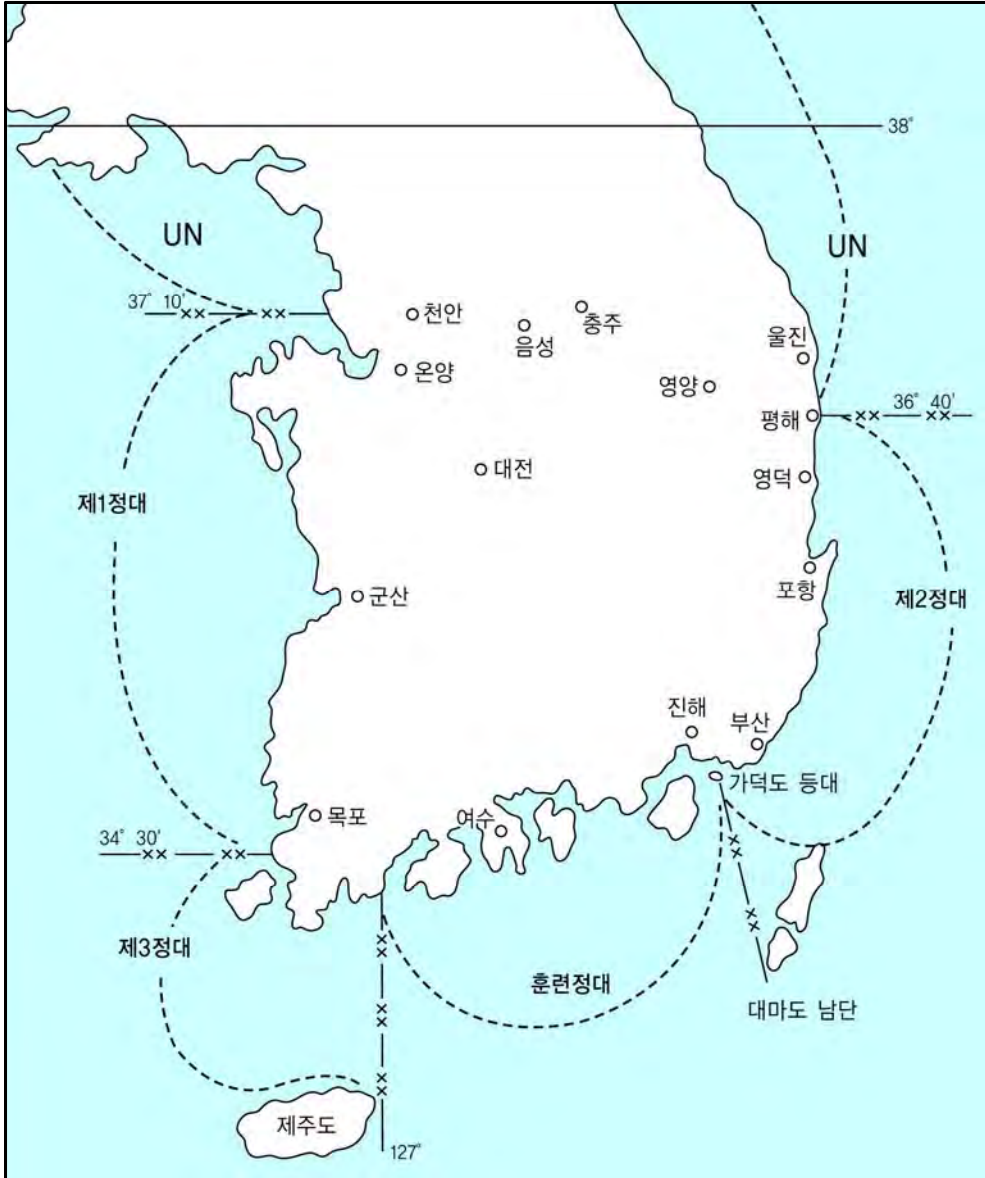 38°
UN
UN
37° 10′
천안
음성
충주
울진
온양
영양
36° 40′
평해
대전
영덕
제1정대
포항
제2정대
군산
진해
부산
가덕도 등대
목포
여수
34° 30′
제3정대
훈련정대
대마도 남단
제주도
127°